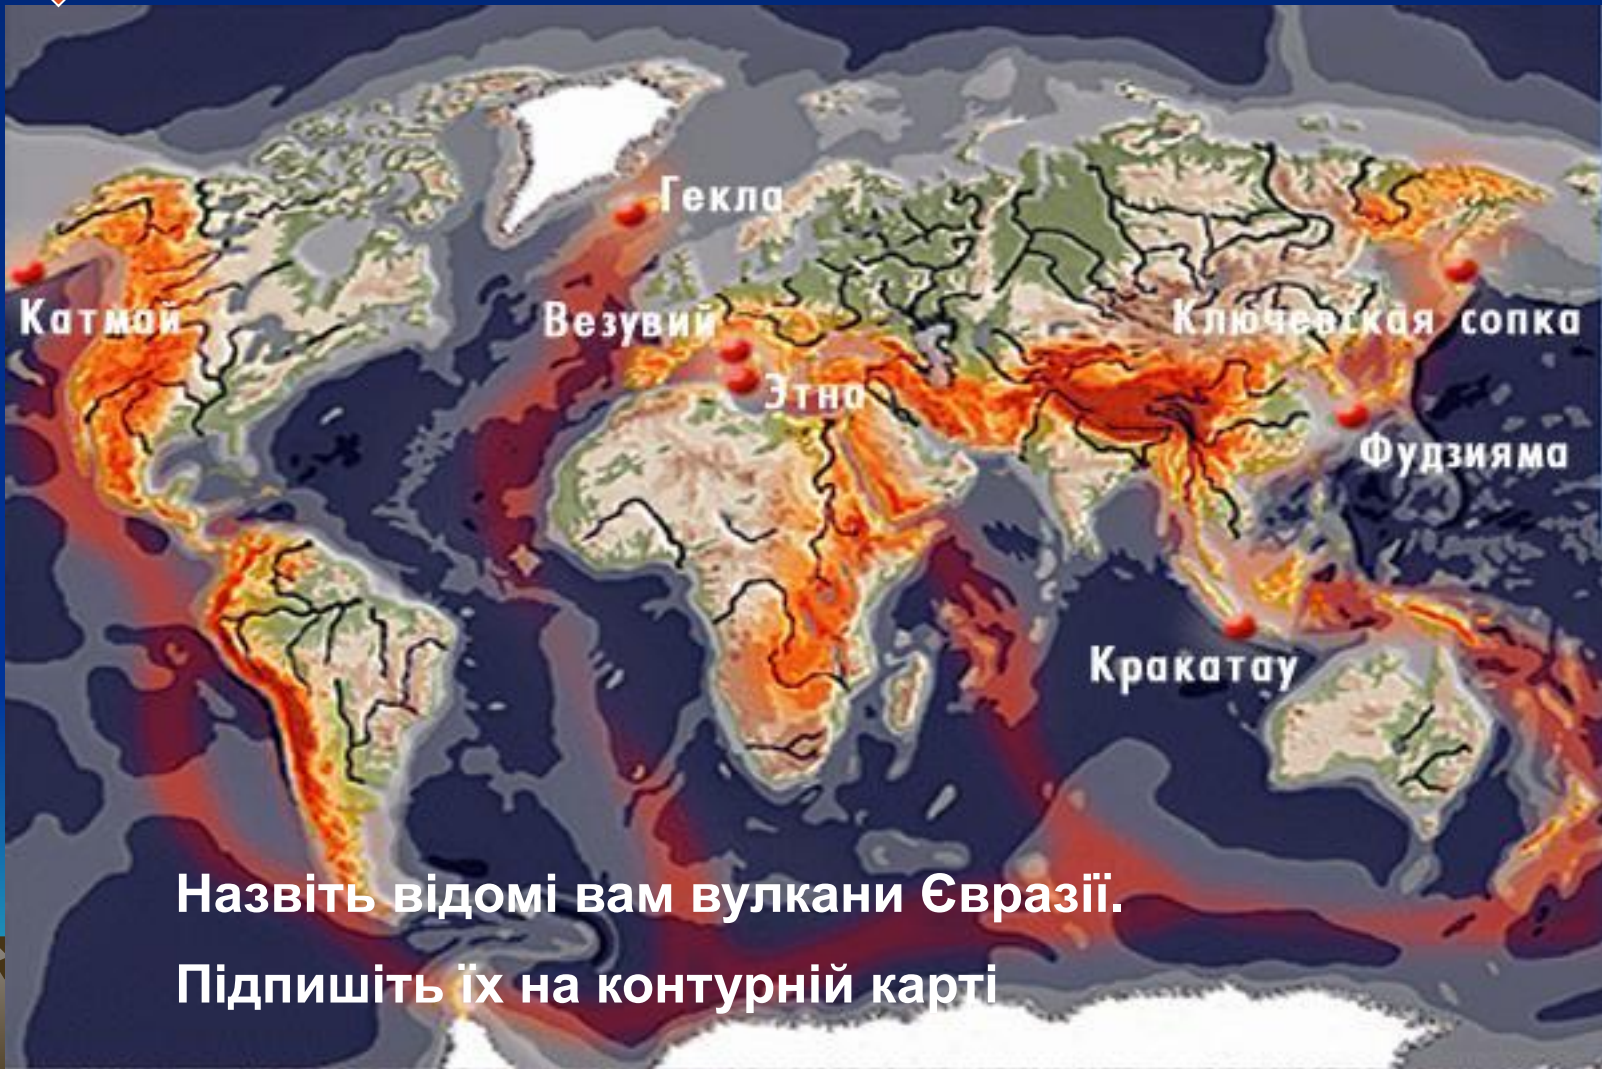 Гекла
Катмай
Везувий
Ключевская сопка
Этна
Фудзияма
Кракатау
Назвіть відомі вам вулкани Євразії.
Підпишіть їх на контурній карті